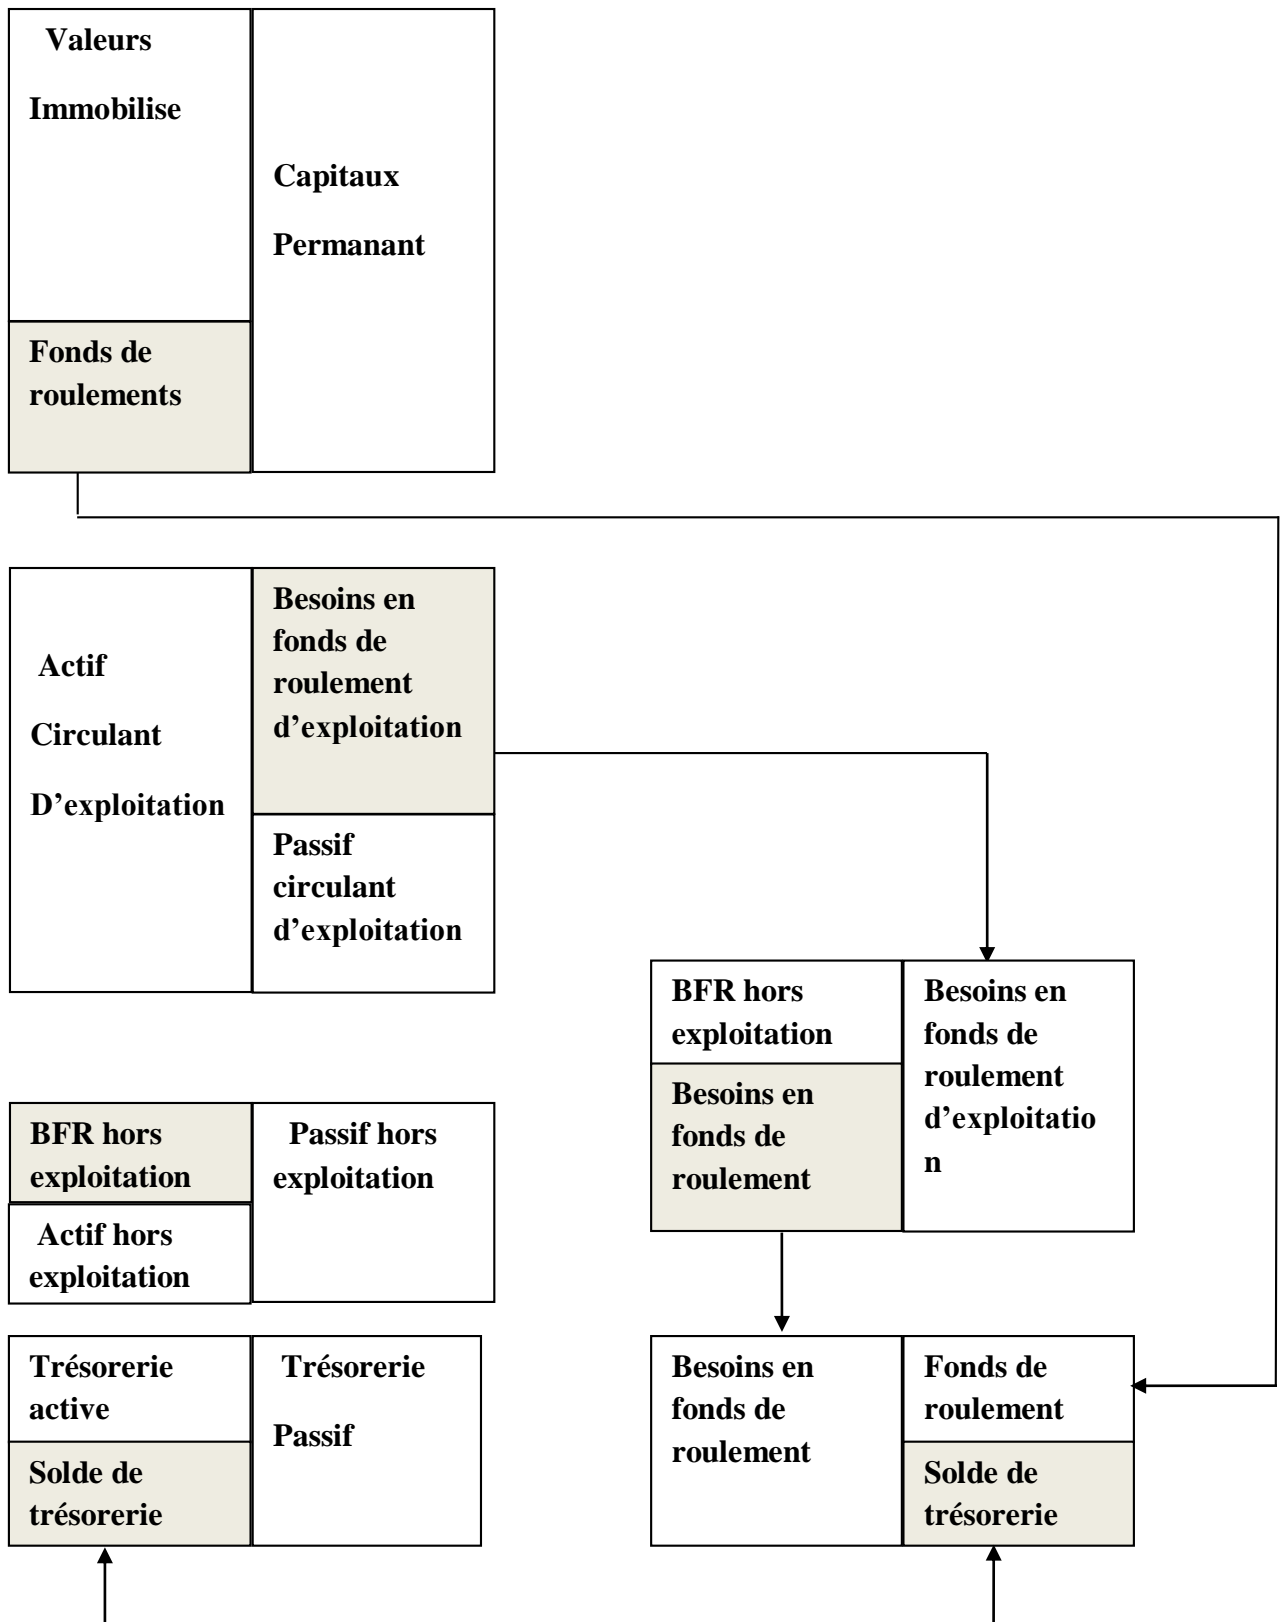 Valeurs
Immobilise
Capitaux
Permanant
Fonds de
roulements
Actif
Circulant
D’exploitation
Besoins en
fonds de
roulement
d’exploitation
Passif
circulant
d’exploitation
BFR hors
exploitation
Besoins en
fonds de
roulement
Besoins en
fonds de
roulement
d’exploitatio
n
BFR hors
exploitation
Actif hors
exploitation
Passif hors
exploitation
Trésorerie
active
Solde de
trésorerie
Trésorerie
Passif
Besoins en
fonds de
roulement
Fonds de
roulement
Solde de
trésorerie